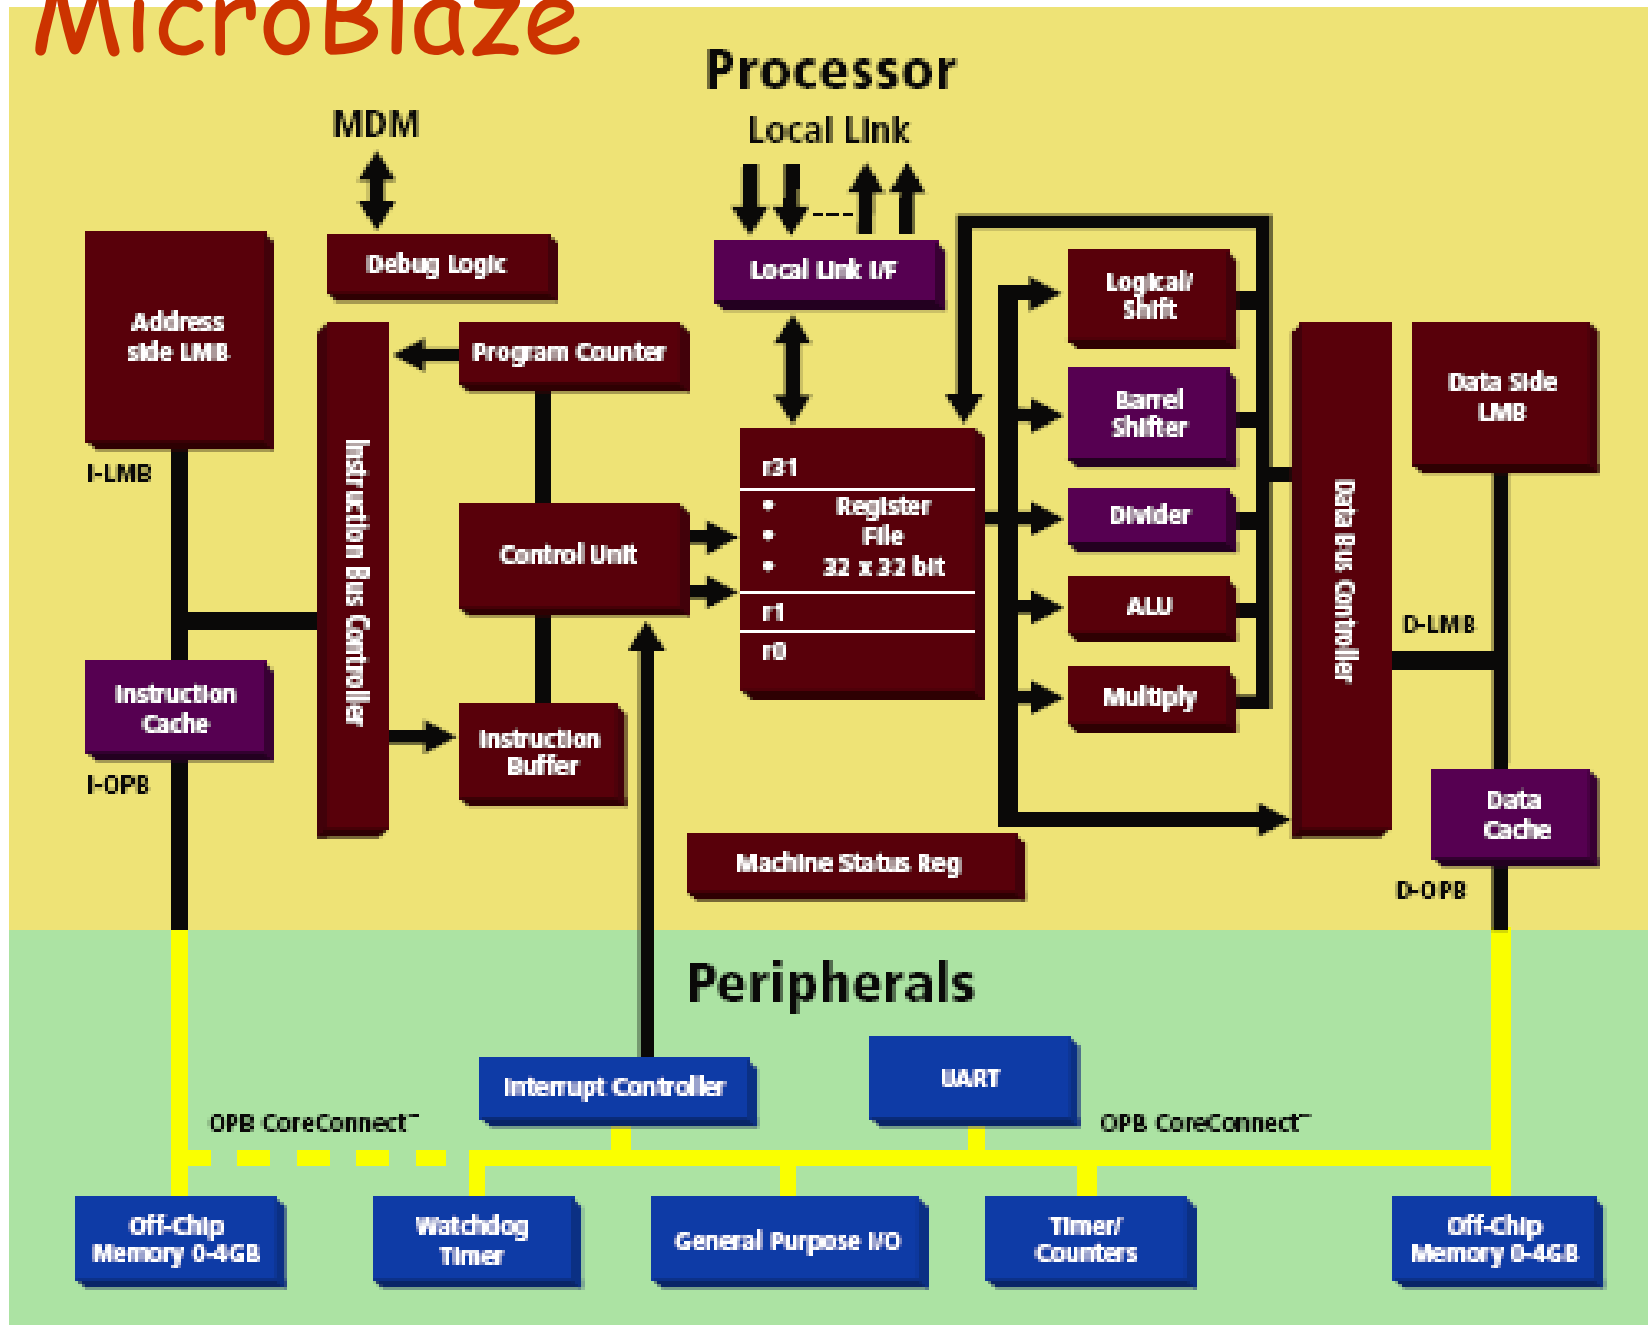 MicroBlaze
Processor
MDM
Local Link
Debug Logic
Local Link I/F
Address
side LMB
Logical/
Shift
Program Counter
Data Side
LMB
Barrel
Shifter
Instruction Bus Controller
I-LMB
r31
Register
File
32 x 32 bit
r1
r0
Divider
Data Bus Controller
Control Unit
ALU
D-LMB
Instruction
Cache
Multiply
Instruction
Buffer
I-OPB
Data
Cache
Machine Status Reg
D-OPB
Peripherals
Interrupt Controller
UART
OPB CoreConnect™
OPB CoreConnect™
Off-Chip
Memory 0-4GB
Watchdog
Timer
General Purpose I/O
Timer/
Counters
Off-Chip
Memory 0-4GB